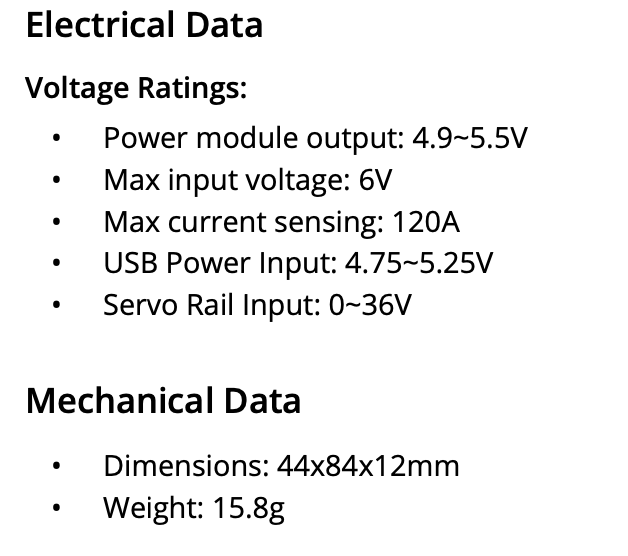 Electrical Data
Voltage Ratings:
• Power module output: 4.9~5.5V
• Max input voltage: 6V
• Max current sensing: 120A
• USB Power Input: 4.75~5.25V
• Servo Rail Input: 0~36V
Mechanical Data
• Dimensions: 44x84x12mm
• Weight: 15.8g